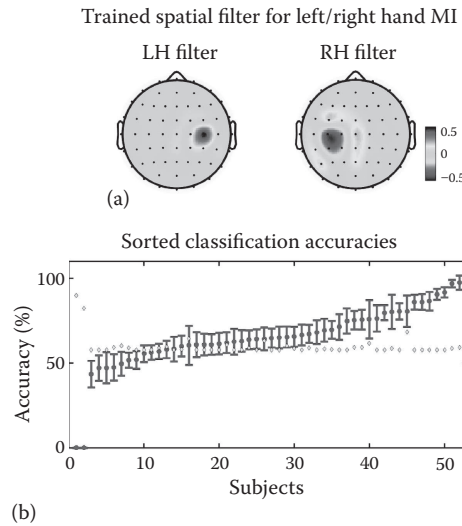 Trained spatial filter for left/right hand MI
LH filter
RH filter
0.5
0
−0.5
(a)
Sorted classification accuracies
100
50
0
Accuracy (%)
0
10
20
30
40
50
Subjects
(b)